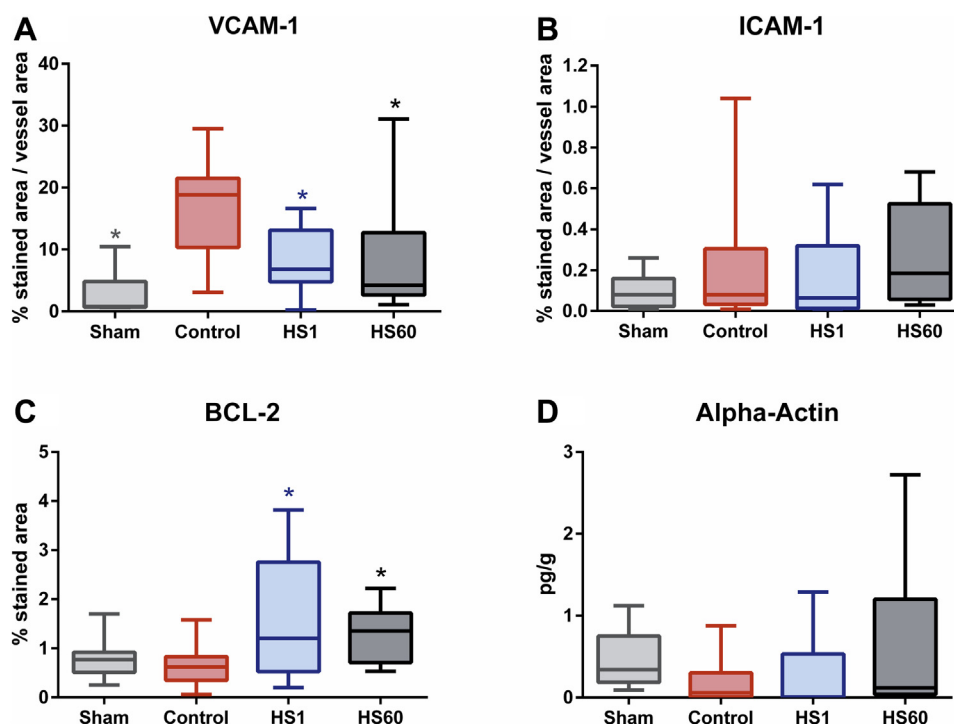 A VCAM-1
% stained area / vessel area
40
30
20
10
0
*
*
*
Sham Control HS1 HS60
B ICAM-1
% stained area / vessel area
1.2
1.0
0.8
0.6
0.4
0.2
0.0
Sham Control HS1 HS60
C BCL-2
% stained area
5
4
3
2
1
0
*
*
Sham Control HS1 HS60
D Alpha-Actin
pg/g
3
2
1
0
Sham Control HS1 HS60